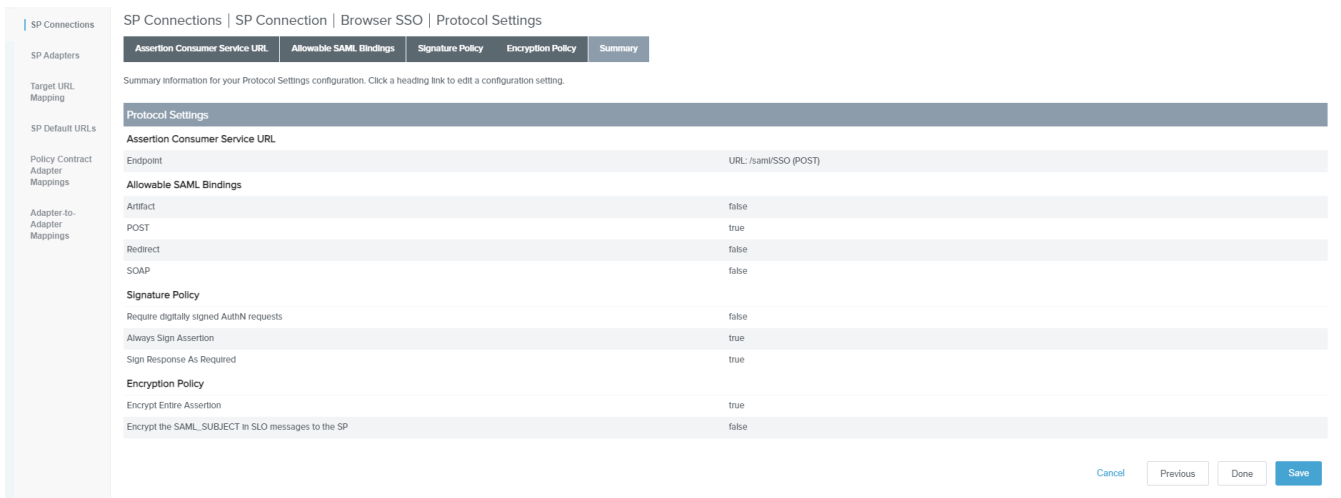 SP Connections
SP Adapters
Target URL
Mapping
SP Default URLs
Policy Contract
Adapter
Mappings
Adapter-to-
Adapter
Mappings
SP Connections | SP Connection | Browser SSO | Protocol Settings
Assertion Consumer Service URL Allowable SAML Bindings Signature Policy Encryption Policy Summary
Summary information for your Protocol Settings configuration. Click a heading link to edit a configuration setting.
Protocol Settings
Assertion Consumer Service URL
Endpoint URL: /saml/SSO (POST)
Allowable SAML Bindings
Artifact false
POST true
Redirect false
SOAP false
Signature Policy
Require digitally signed AuthN requests false
Always Sign Assertion true
Sign Response As Required true
Encryption Policy
Encrypt Entire Assertion true
Encrypt the SAML_SUBJECT in SLO messages to the SP false
Cancel Previous Done Save